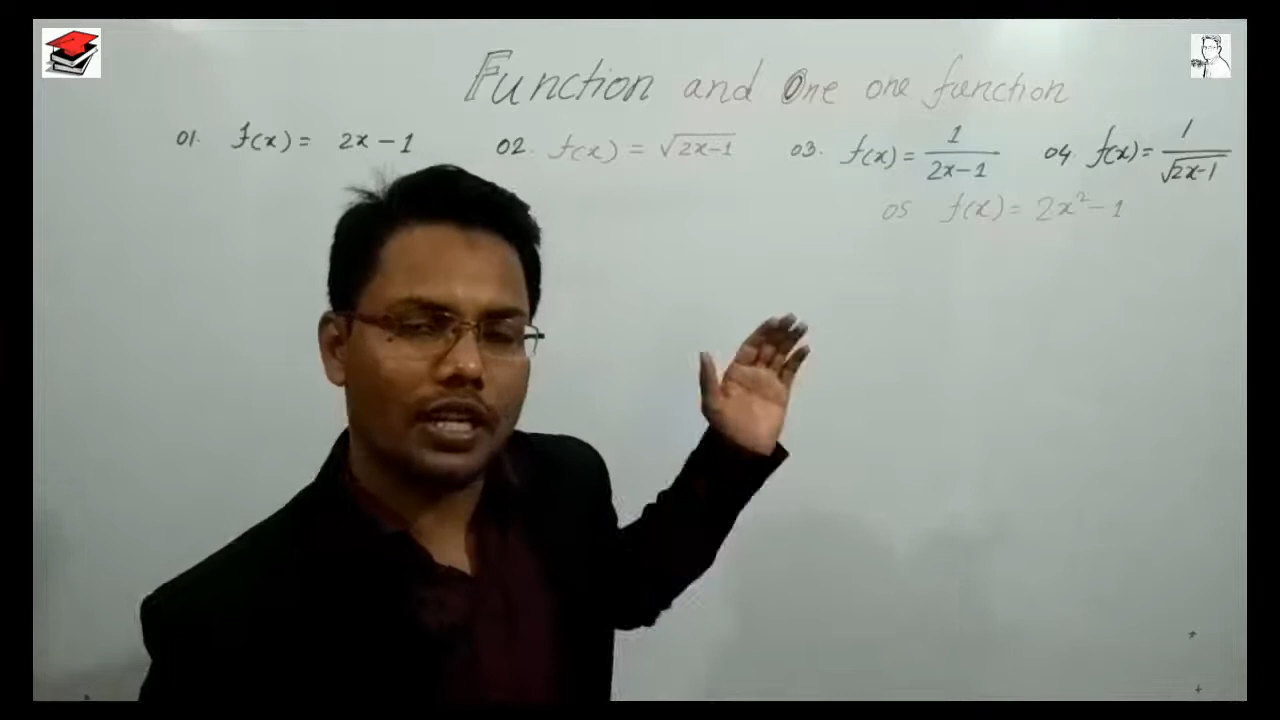 Function and One one function
01. f(x) = 2x - 1 02. f(x) = √(2x-1) 03. f(x) = 1/(2x-1) 04 f(x) = 1/√(2x-1)
05 f(x) = 2x² - 1